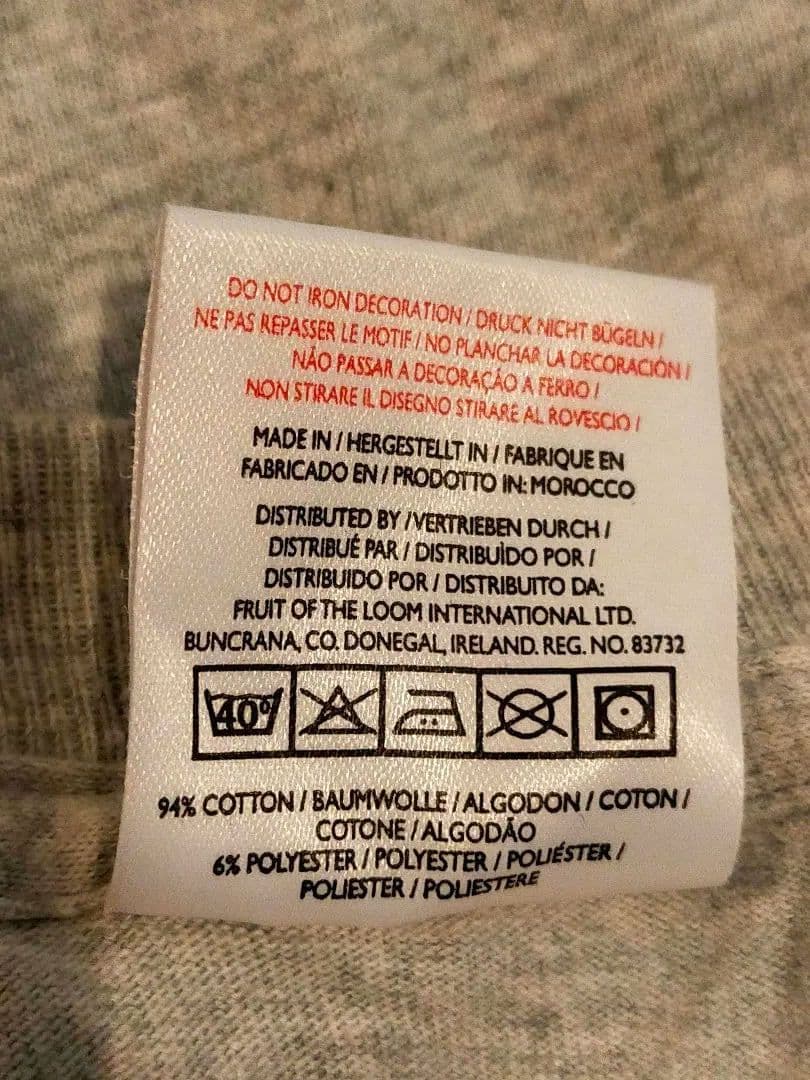 DO NOT IRON DECORATION / DRUCK NICHT BÜGELN /
NE PAS REPASSER LE MOTIF / NO PLANCHAR LA DECORACIÓN /
NÃO PASSAR A DECORAÇÃO A FERRO /
NON STIRARE IL DISEGNO STIRARE AL ROVESCIO /
MADE IN / HERGESTELLT IN / FABRIQUE EN
FABRICADO EN / PRODOTTO IN: MOROCCO
DISTRIBUTED BY / VERTRIEBEN DURCH /
DISTRIBUÉ PAR / DISTRIBUÌDO POR /
DISTRIBUIDO POR / DISTRIBUITO DA:
FRUIT OF THE LOOM INTERNATIONAL LTD.
BUNCRANA, CO. DONEGAL, IRELAND. REG. NO. 83732
40°
94% COTTON / BAUMWOLLE / ALGODON / COTON /
COTONE / ALGODÃO
6% POLYESTER / POLYESTER / POLIÉSTER /
POLIESTER / POLIESTERE